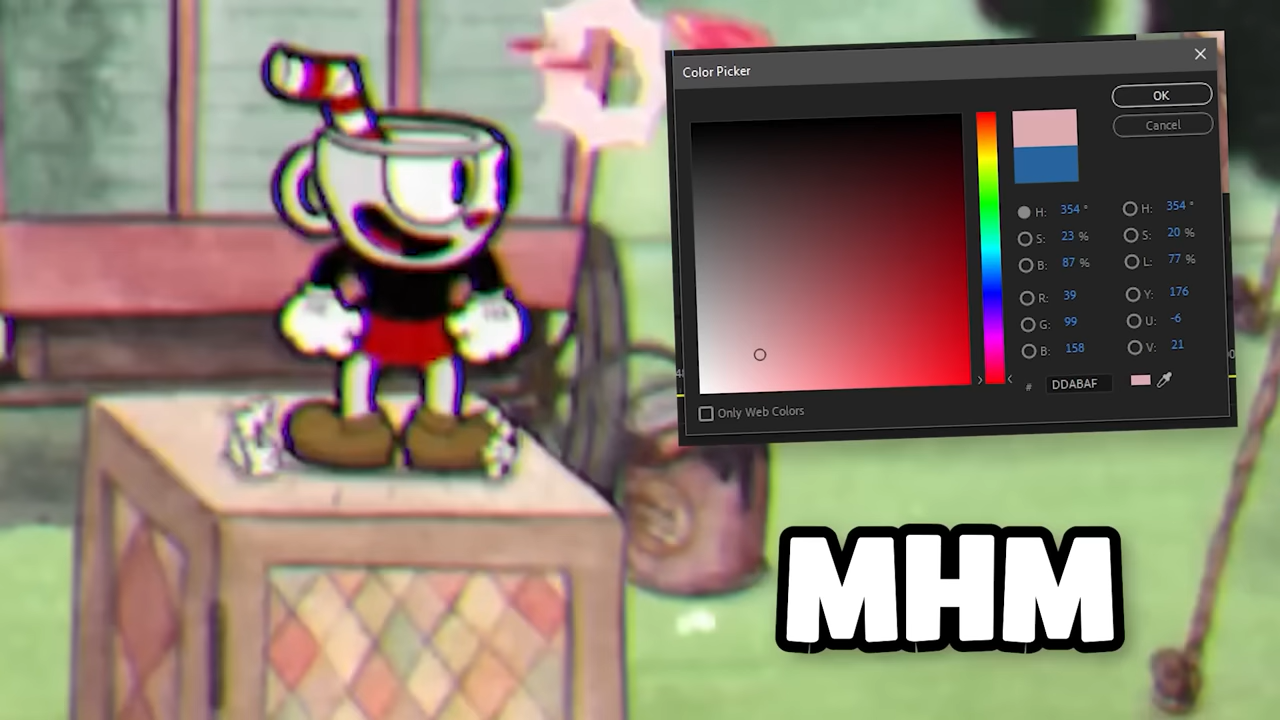 Color Picker
OK
Cancel
H: 354 ° H: 354 °
S: 23 % S: 20 %
B: 87 % L: 77 %
R: 39 Y: 176
G: 99 U: -6
B: 158 V: 21
# DDABAF
Only Web Colors
MHM